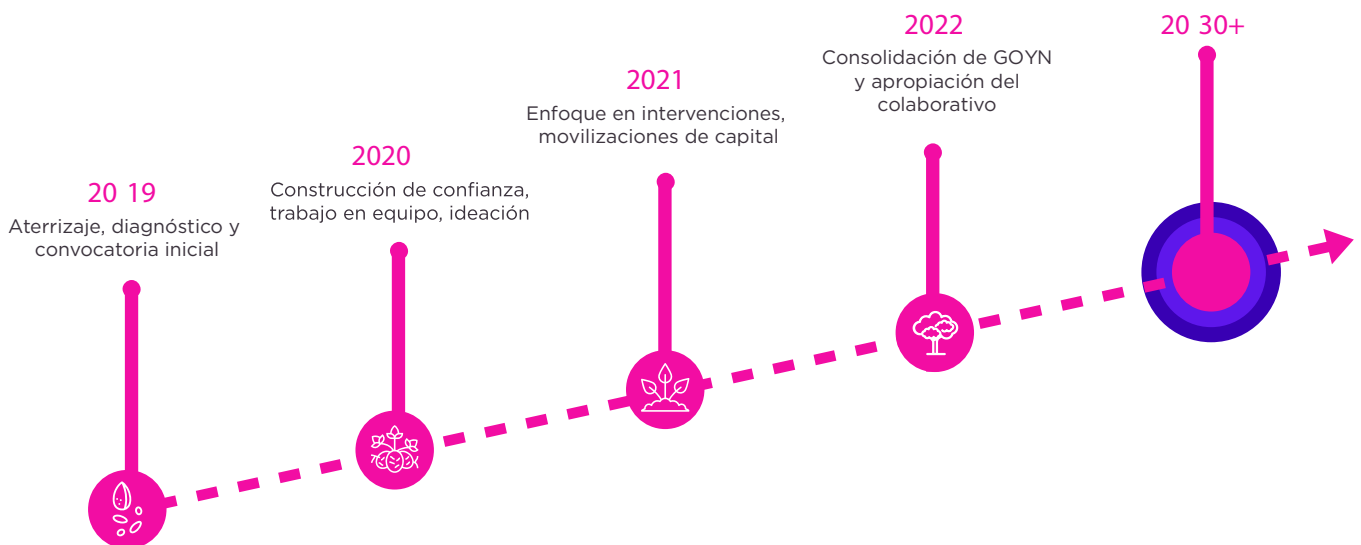 20 19
Aterrizaje, diagnóstico y
convocatoria inicial
2020
Construcción de confianza,
trabajo en equipo, ideación
2021
Enfoque en intervenciones,
movilizaciones de capital
2022
Consolidación de GOYN
y apropiación del
colaborativo
20 30+